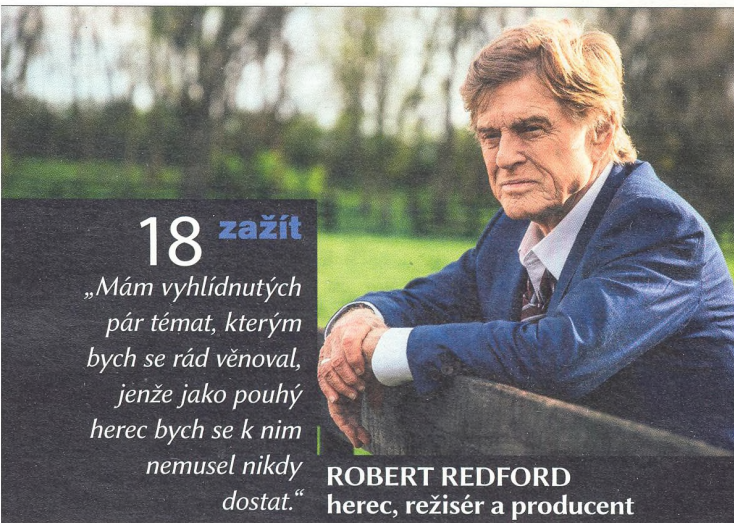 18 zažít
„Mám vyhlídnutých
pár témat, kterým
bych se rád věnoval,
jenže jako pouhý
herec bych se k nim
nemusel nikdy
dostat.“
ROBERT REDFORD
herec, režisér a producent